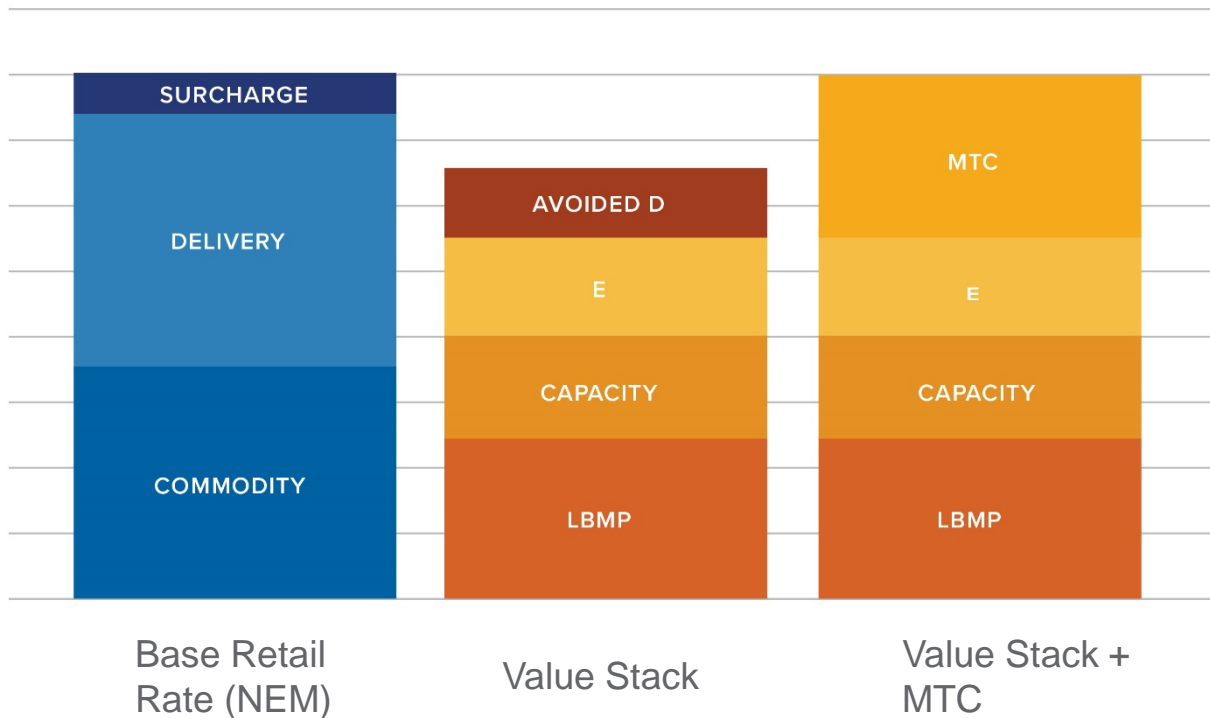 SURCHARGE
DELIVERY
COMMODITY
AVOIDED D
E
CAPACITY
LBMP
MTC
E
CAPACITY
LBMP
Base Retail
Rate (NEM)
Value Stack
Value Stack +
MTC